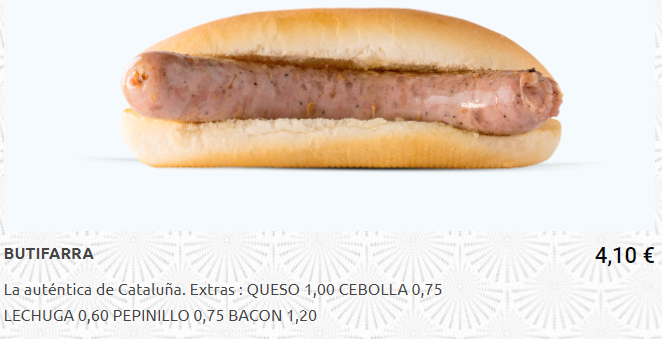 BUTIFARRA 4,10 €
La auténtica de Cataluña. Extras : QUESO 1,00 CEBOLLA 0,75
LECHUGA 0,60 PEPINILLO 0,75 BACON 1,20